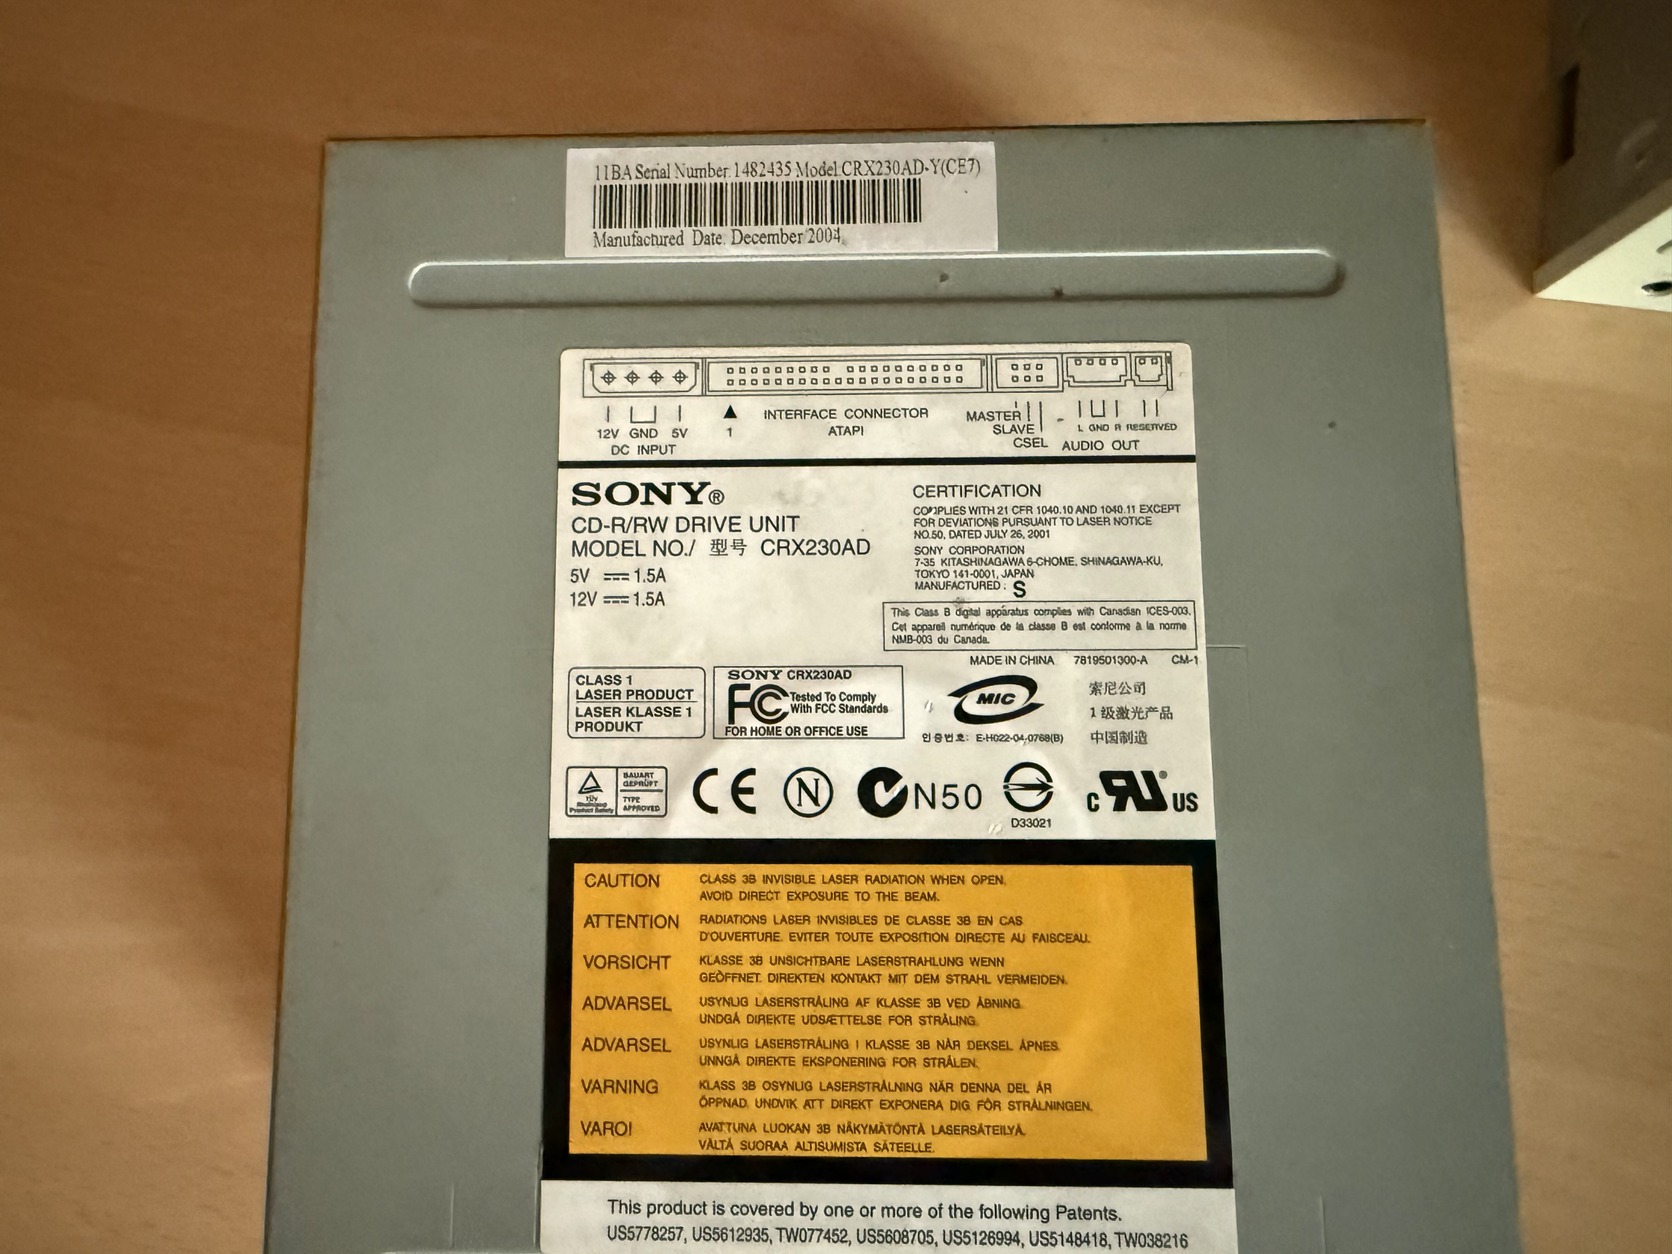 11BA Serial Number:1482435 Model:CRX230AD-Y(CE7)
Manufactured Date. December 2004
12V GND 5V
DC INPUT
1
INTERFACE CONNECTOR
ATAPI
MASTER
SLAVE
CSEL
L GND R RESERVED
AUDIO OUT
SONY®
CD-R/RW DRIVE UNIT
MODEL NO./ 型号 CRX230AD
5V 1.5A
12V 1.5A
CERTIFICATION
COMPLIES WITH 21 CFR 1040.10 AND 1040.11 EXCEPT
FOR DEVIATIONS PURSUANT TO LASER NOTICE
NO.50, DATED JULY 26, 2001
SONY CORPORATION
7-35 KITASHINAGAWA 6-CHOME, SHINAGAWA-KU,
TOKYO 141-0001, JAPAN
MANUFACTURED : S
This Class B digital apparatus complies with Canadian ICES-003.
Cet appareil numérique de la classe B est conforme à la norme
NMB-003 du Canada.
MADE IN CHINA 7819501300-A CM-1
CLASS 1
LASER PRODUCT
LASER KLASSE 1
PRODUKT
SONY CRX230AD
FC Tested To Comply
With FCC Standards
FOR HOME OR OFFICE USE
MIC
인증번호: E-H022-04-0768(B)
索尼公司
1 级激光产品
中国制造
TÜV
Rheinland
Product Safety
BAUART
GEPRÜFT
TYPE
APPROVED
CE N N50
D33021
c RU US
CAUTION CLASS 3B INVISIBLE LASER RADIATION WHEN OPEN.
AVOID DIRECT EXPOSURE TO THE BEAM.
ATTENTION RADIATIONS LASER INVISIBLES DE CLASSE 3B EN CAS
D'OUVERTURE. EVITER TOUTE EXPOSITION DIRECTE AU FAISCEAU.
VORSICHT KLASSE 3B UNSICHTBARE LASERSTRAHLUNG WENN
GEÖFFNET. DIREKTEN KONTAKT MIT DEM STRAHL VERMEIDEN.
ADVARSEL USYNLIG LASERSTRÅLING AF KLASSE 3B VED ÅBNING.
UNDGÅ DIREKTE UDSÆTTELSE FOR STRÅLING.
ADVARSEL USYNLIG LASERSTRÅLING I KLASSE 3B NÅR DEKSEL ÅPNES.
UNNGÅ DIREKTE EKSPONERING FOR STRÅLEN.
VARNING KLASS 3B OSYNLIG LASERSTRÅLNING NÄR DENNA DEL ÄR
ÖPPNAD. UNDVIK ATT DIREKT EXPONERA DIG FÖR STRÅLNINGEN.
VARO! AVATTUNA LUOKAN 3B NÄKYMÄTÖNTÄ LASERSÄTEILYÄ.
VÄLTÄ SUORAA ALTISUMISTA SÄTEELLE.
This product is covered by one or more of the following Patents.
US5778257, US5612935, TW077452, US5608705, US5126994, US5148418, TW038216